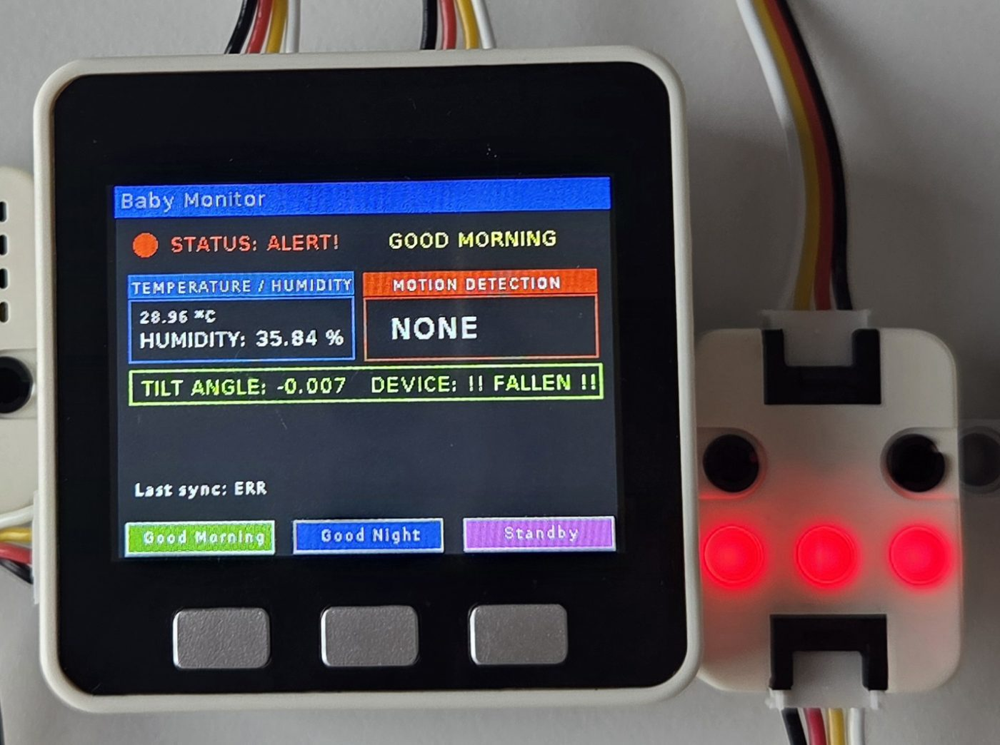 Baby Monitor
STATUS: ALERT! GOOD MORNING
TEMPERATURE / HUMIDITY
28.96 *C
HUMIDITY: 35.84 %
MOTION DETECTION
NONE
TILT ANGLE: -0.007 DEVICE: !! FALLEN !!
Last sync: ERR
Good Morning Good Night Standby